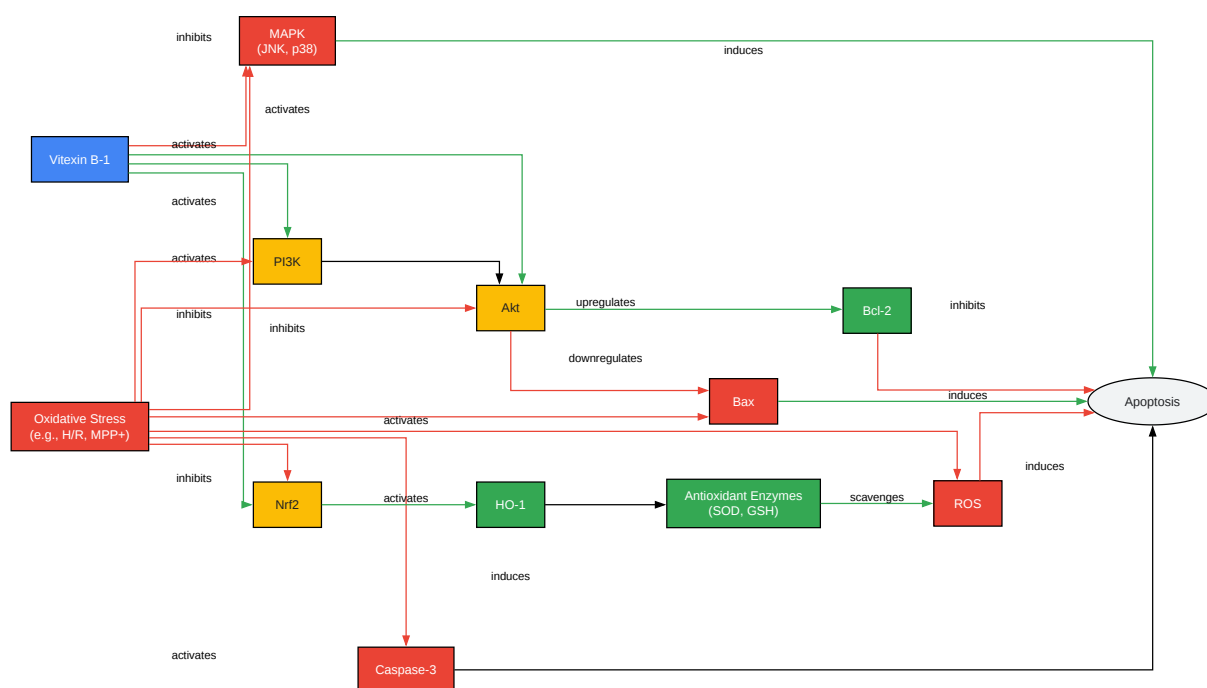 MAPK
(JNK, p38)
inhibits
induces
activates
activates
Vitexin B-1
activates
activates
PI3K
inhibits
inhibits
Akt
upregulates
Bcl-2
inhibits
downregulates
Bax
induces
Apoptosis
Oxidative Stress
(e.g., H/R, MPP+)
activates
induces
inhibits
Nrf2
activates
HO-1
Antioxidant Enzymes
(SOD, GSH)
scavenges
ROS
induces
activates
Caspase-3